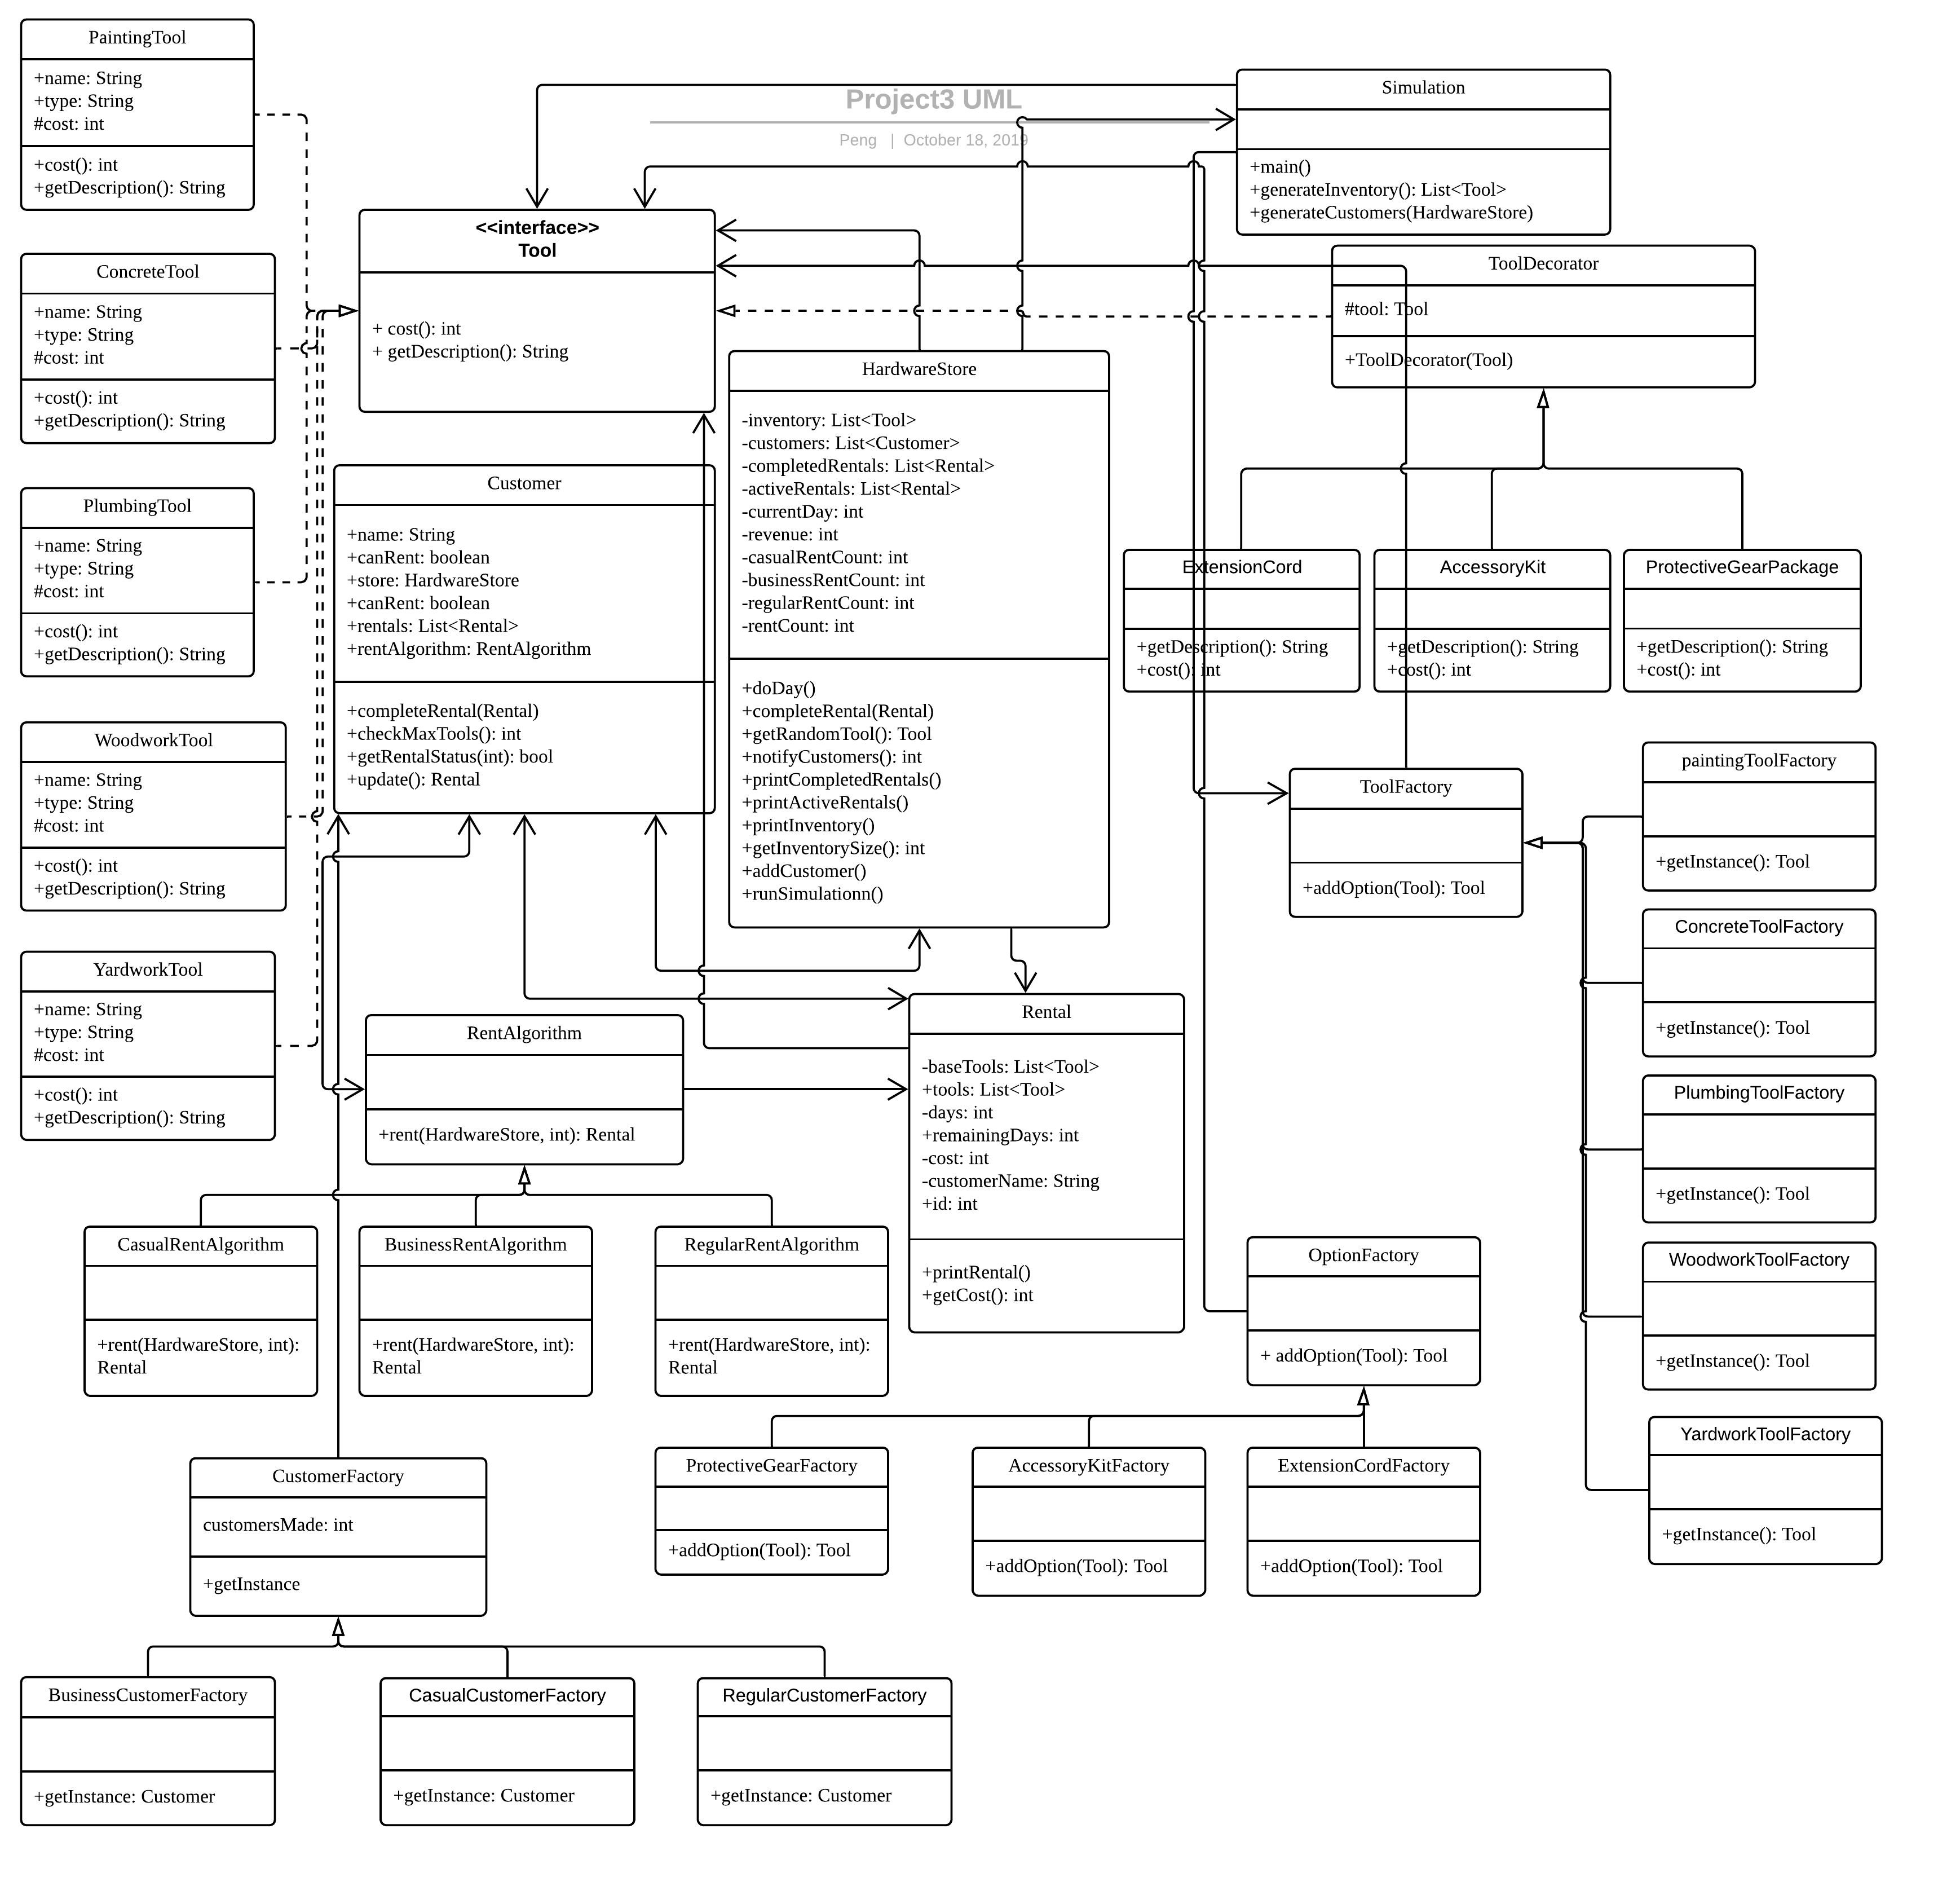 Project3 UML
Peng | October 18, 2019
PaintingTool
+name: String
+type: String
#cost: int
+cost(): int
+getDescription(): String
ConcreteTool
+name: String
+type: String
#cost: int
+cost(): int
+getDescription(): String
PlumbingTool
+name: String
+type: String
#cost: int
+cost(): int
+getDescription(): String
WoodworkTool
+name: String
+type: String
#cost: int
+cost(): int
+getDescription(): String
YardworkTool
+name: String
+type: String
#cost: int
+cost(): int
+getDescription(): String
<<interface>>
Tool
+ cost(): int
+ getDescription(): String
Customer
+name: String
+canRent: boolean
+store: HardwareStore
+canRent: boolean
+rentals: List<Rental>
+rentAlgorithm: RentAlgorithm
+completeRental(Rental)
+checkMaxTools(): int
+getRentalStatus(int): bool
+update(): Rental
HardwareStore
-inventory: List<Tool>
-customers: List<Customer>
-completedRentals: List<Rental>
-activeRentals: List<Rental>
-currentDay: int
-revenue: int
-casualRentCount: int
-businessRentCount: int
-regularRentCount: int
-rentCount: int
+doDay()
+completeRental(Rental)
+getRandomTool(): Tool
+notifyCustomers(): int
+printCompletedRentals()
+printActiveRentals()
+printInventory()
+getInventorySize(): int
+addCustomer()
+runSimulationn()
Simulation
+main()
+generateInventory(): List<Tool>
+generateCustomers(HardwareStore)
ToolDecorator
#tool: Tool
+ToolDecorator(Tool)
ExtensionCord
+getDescription(): String
+cost(): int
AccessoryKit
+getDescription(): String
+cost(): int
ProtectiveGearPackage
+getDescription(): String
+cost(): int
ToolFactory
+addOption(Tool): Tool
paintingToolFactory
+getInstance(): Tool
ConcreteToolFactory
+getInstance(): Tool
PlumbingToolFactory
+getInstance(): Tool
WoodworkToolFactory
+getInstance(): Tool
YardworkToolFactory
+getInstance(): Tool
RentAlgorithm
+rent(HardwareStore, int): Rental
Rental
-baseTools: List<Tool>
+tools: List<Tool>
-days: int
+remainingDays: int
-cost: int
-customerName: String
+id: int
+printRental()
+getCost(): int
CasualRentAlgorithm
+rent(HardwareStore, int):
Rental
BusinessRentAlgorithm
+rent(HardwareStore, int):
Rental
RegularRentAlgorithm
+rent(HardwareStore, int):
Rental
OptionFactory
+ addOption(Tool): Tool
ProtectiveGearFactory
+addOption(Tool): Tool
AccessoryKitFactory
+addOption(Tool): Tool
ExtensionCordFactory
+addOption(Tool): Tool
CustomerFactory
customersMade: int
+getInstance
BusinessCustomerFactory
+getInstance: Customer
CasualCustomerFactory
+getInstance: Customer
RegularCustomerFactory
+getInstance: Customer